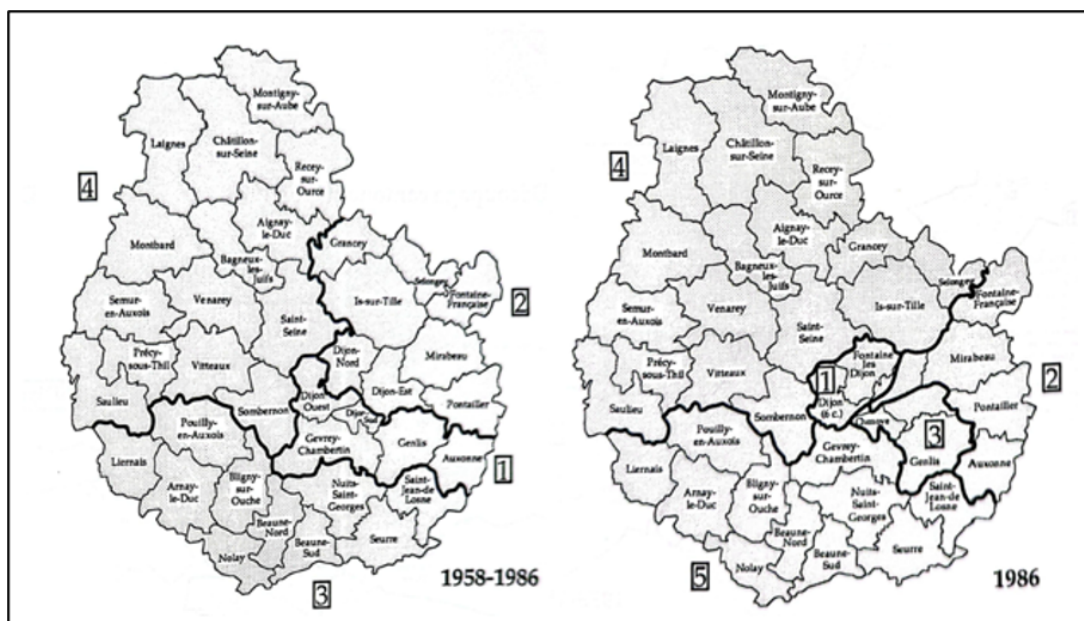 Montigny-
sur-Aube
Laignes
Châtillon-
sur-Seine
Recey-
sur-
Ource
4
Aignay-
le-Duc
Montbard
Grancey
Bagneux-
les-
Juifs
Selongey
Fontaine-
Française
2
Is-sur-Tille
Semur-
en-Auxois
Venarey
Saint-
Seine
Dijon-
Nord
Mirabeau
Précy-
sous-Thil
Vitteaux
Dijon-Est
Pontailler
Saulieu
Dijon
Ouest
Dijon
Sud
Sombernon
Pouilly-
en-Auxois
Gevrey-
Chambertin
Genlis
Auxonne
1
Liernais
Bligny-
sur-
Ouche
Arnay-
le-Duc
Nuits-
Saint-
Georges
Saint-
Jean-de
Losne
Beaune-
Nord
Seurre
Beaune-
Sud
Nolay
3
1958-1986
Montigny-
sur-Aube
Laignes
Châtillon-
sur-Seine
Recey-
sur-
Ource
4
Aignay-
le-Duc
Montbard
Grancey
Bagneux-
les-
Juifs
Selongey
Fontaine-
Française
Is-sur-Tille
Semur-
en-Auxois
Venarey
Saint-
Seine
Fontaine
les
Dijon
Mirabeau
Précy-
sous-
Thil
Vitteaux
1
2
Dijon
(6 c.)
Pontailler
Saulieu
Sombernon
Chenove
3
Pouilly-
en-Auxois
Gevrey-
Chambertin
Genlis
Auxonne
Liernais
Bligny-
sur-
Ouche
Arnay-
le-Duc
Nuits-
Saint-
Georges
Saint-
Jean-de
Losne
Beaune-
Nord
Seurre
Beaune-
Sud
Nolay
5
1986